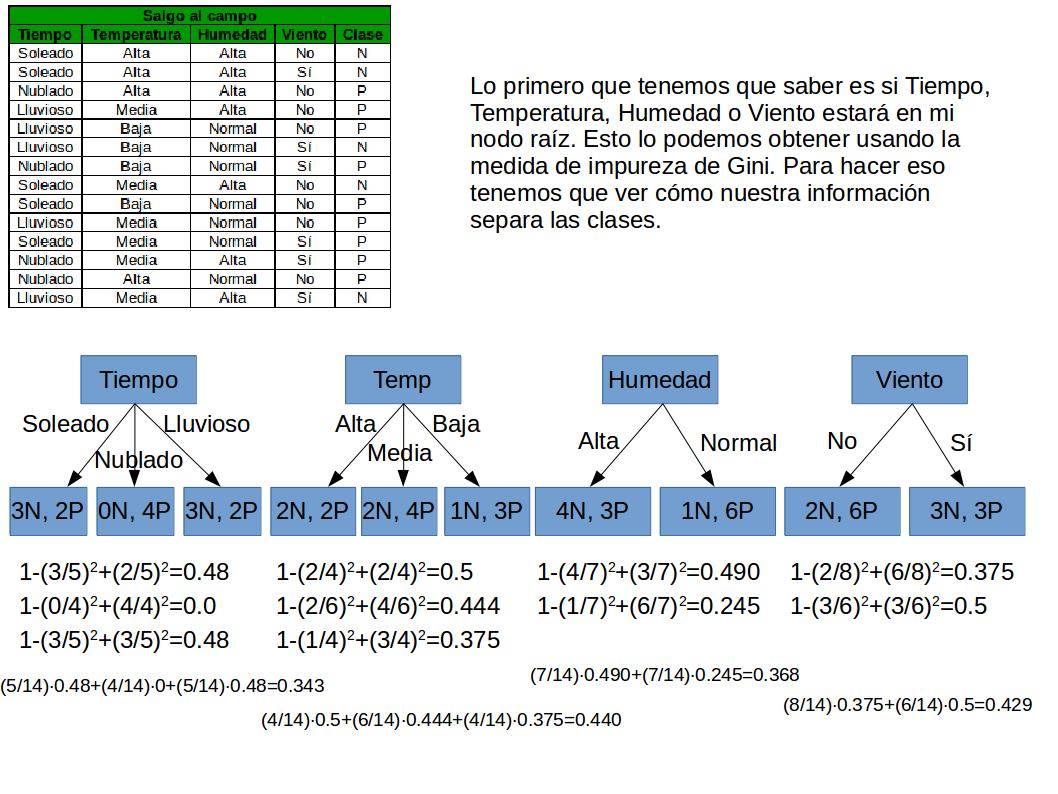 Salgo al campo
Tiempo Temperatura Humedad Viento Clase
Soleado Alta Alta No N
Soleado Alta Alta Sí N
Nublado Alta Alta No P
Lluvioso Media Alta No P
Lluvioso Baja Normal No P
Lluvioso Baja Normal Sí N
Nublado Baja Normal Sí P
Soleado Media Alta No N
Soleado Baja Normal No P
Lluvioso Media Normal No P
Soleado Media Normal Sí P
Nublado Media Alta Sí P
Nublado Alta Normal No P
Lluvioso Media Alta Sí N
Lo primero que tenemos que saber es si Tiempo,
Temperatura, Humedad o Viento estará en mi
nodo raíz. Esto lo podemos obtener usando la
medida de impureza de Gini. Para hacer eso
tenemos que ver cómo nuestra información
separa las clases.
Tiempo
Soleado
Nublado
Lluvioso
3N, 2P
0N, 4P
3N, 2P
1-(3/5)²+(2/5)²=0.48
1-(0/4)²+(4/4)²=0.0
1-(3/5)²+(3/5)²=0.48
(5/14)·0.48+(4/14)·0+(5/14)·0.48=0.343
Temp
Alta
Media
Baja
2N, 2P
2N, 4P
1N, 3P
1-(2/4)²+(2/4)²=0.5
1-(2/6)²+(4/6)²=0.444
1-(1/4)²+(3/4)²=0.375
(4/14)·0.5+(6/14)·0.444+(4/14)·0.375=0.440
Humedad
Alta
Normal
4N, 3P
1N, 6P
1-(4/7)²+(3/7)²=0.490
1-(1/7)²+(6/7)²=0.245
(7/14)·0.490+(7/14)·0.245=0.368
Viento
No
Sí
2N, 6P
3N, 3P
1-(2/8)²+(6/8)²=0.375
1-(3/6)²+(3/6)²=0.5
(8/14)·0.375+(6/14)·0.5=0.429